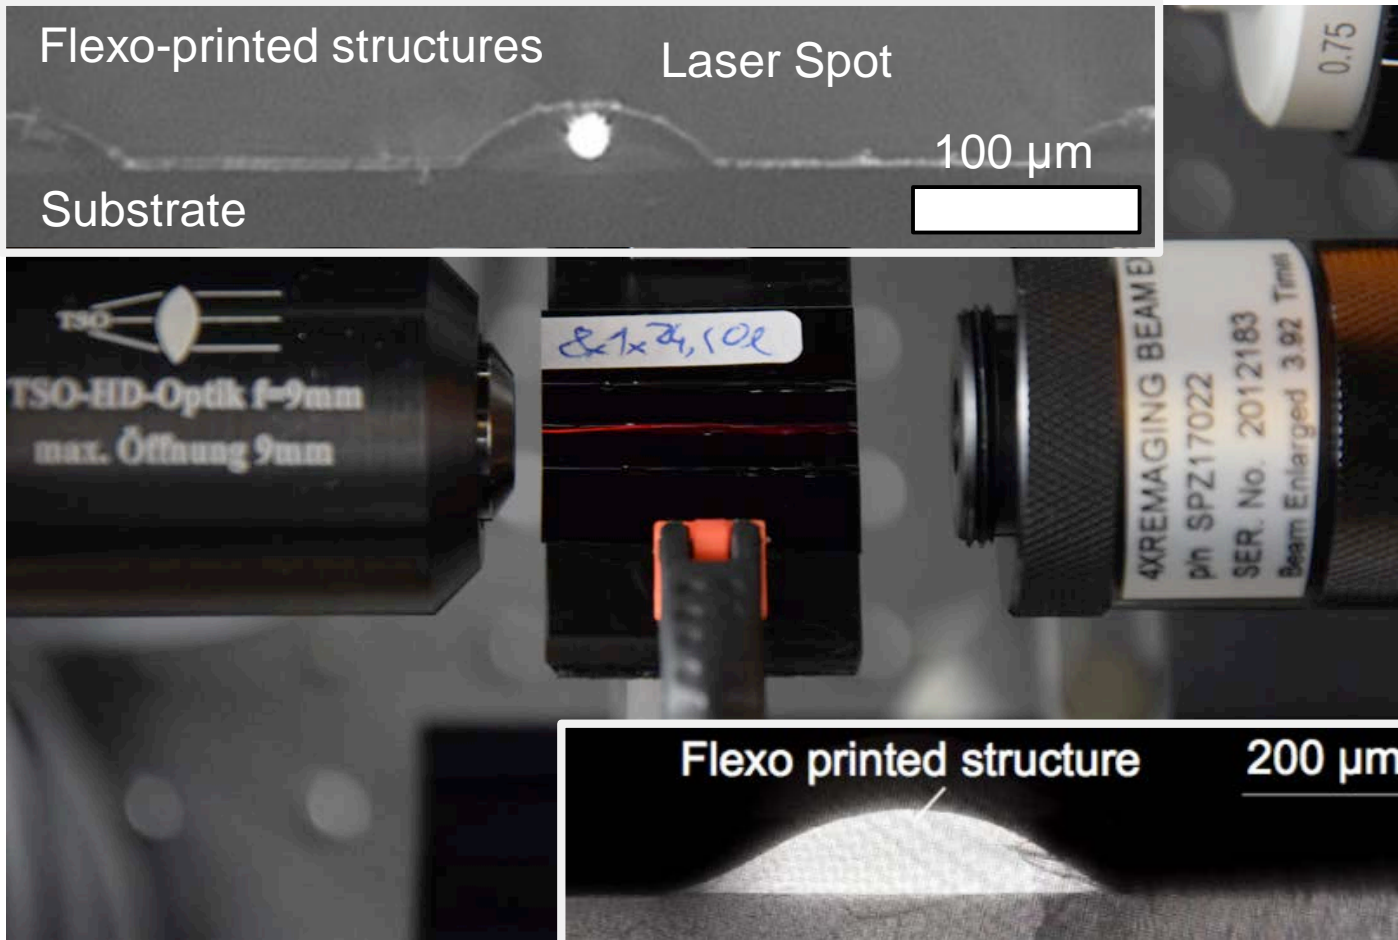 Flexo-printed structures
Laser Spot
100 µm
Substrate
0.75
TSO
TSO-HD-Optik f=9mm
max. Öffnung 9mm
4XREMAGING BEAM E
p/n SPZ17022
SER. No. 2012183
Beam Enlarged 3.92 Times
Flexo printed structure
200 µm